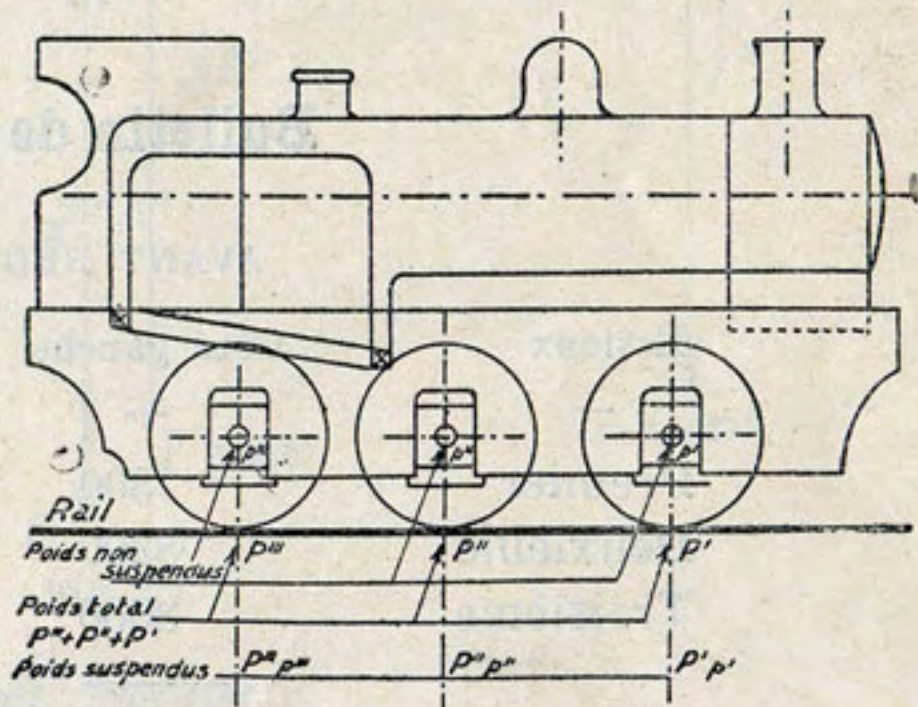 p''' p'' p'
Rail
Poids non
suspendus
P''' P'' P'
Poids total
P'''+P''+P'
Poids suspendus P''' p''' P'' p'' P' p'